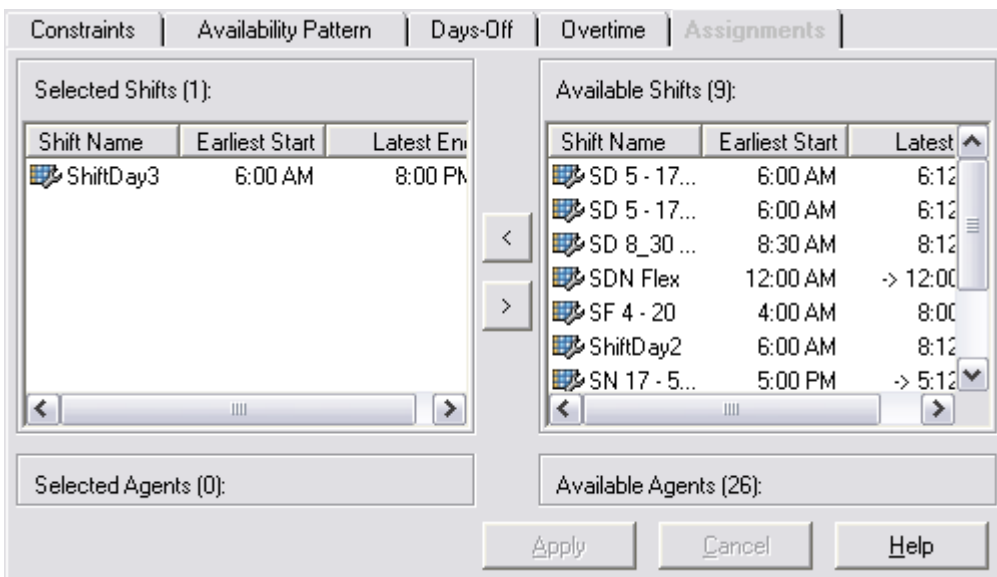 Constraints Availability Pattern Days-Off Overtime Assignments
Selected Shifts (1):
Shift Name Earliest Start Latest En
ShiftDay3 6:00 AM 8:00 PM
<
>
Available Shifts (9):
Shift Name Earliest Start Latest
SD 5 - 17... 6:00 AM 6:12
SD 5 - 17... 6:00 AM 6:12
SD 8_30 ... 8:30 AM 8:12
SDN Flex 12:00 AM -> 12:00
SF 4 - 20 4:00 AM 8:00
ShiftDay2 6:00 AM 8:12
SN 17 - 5... 5:00 PM -> 5:12
Selected Agents (0):
Available Agents (26):
Apply Cancel Help